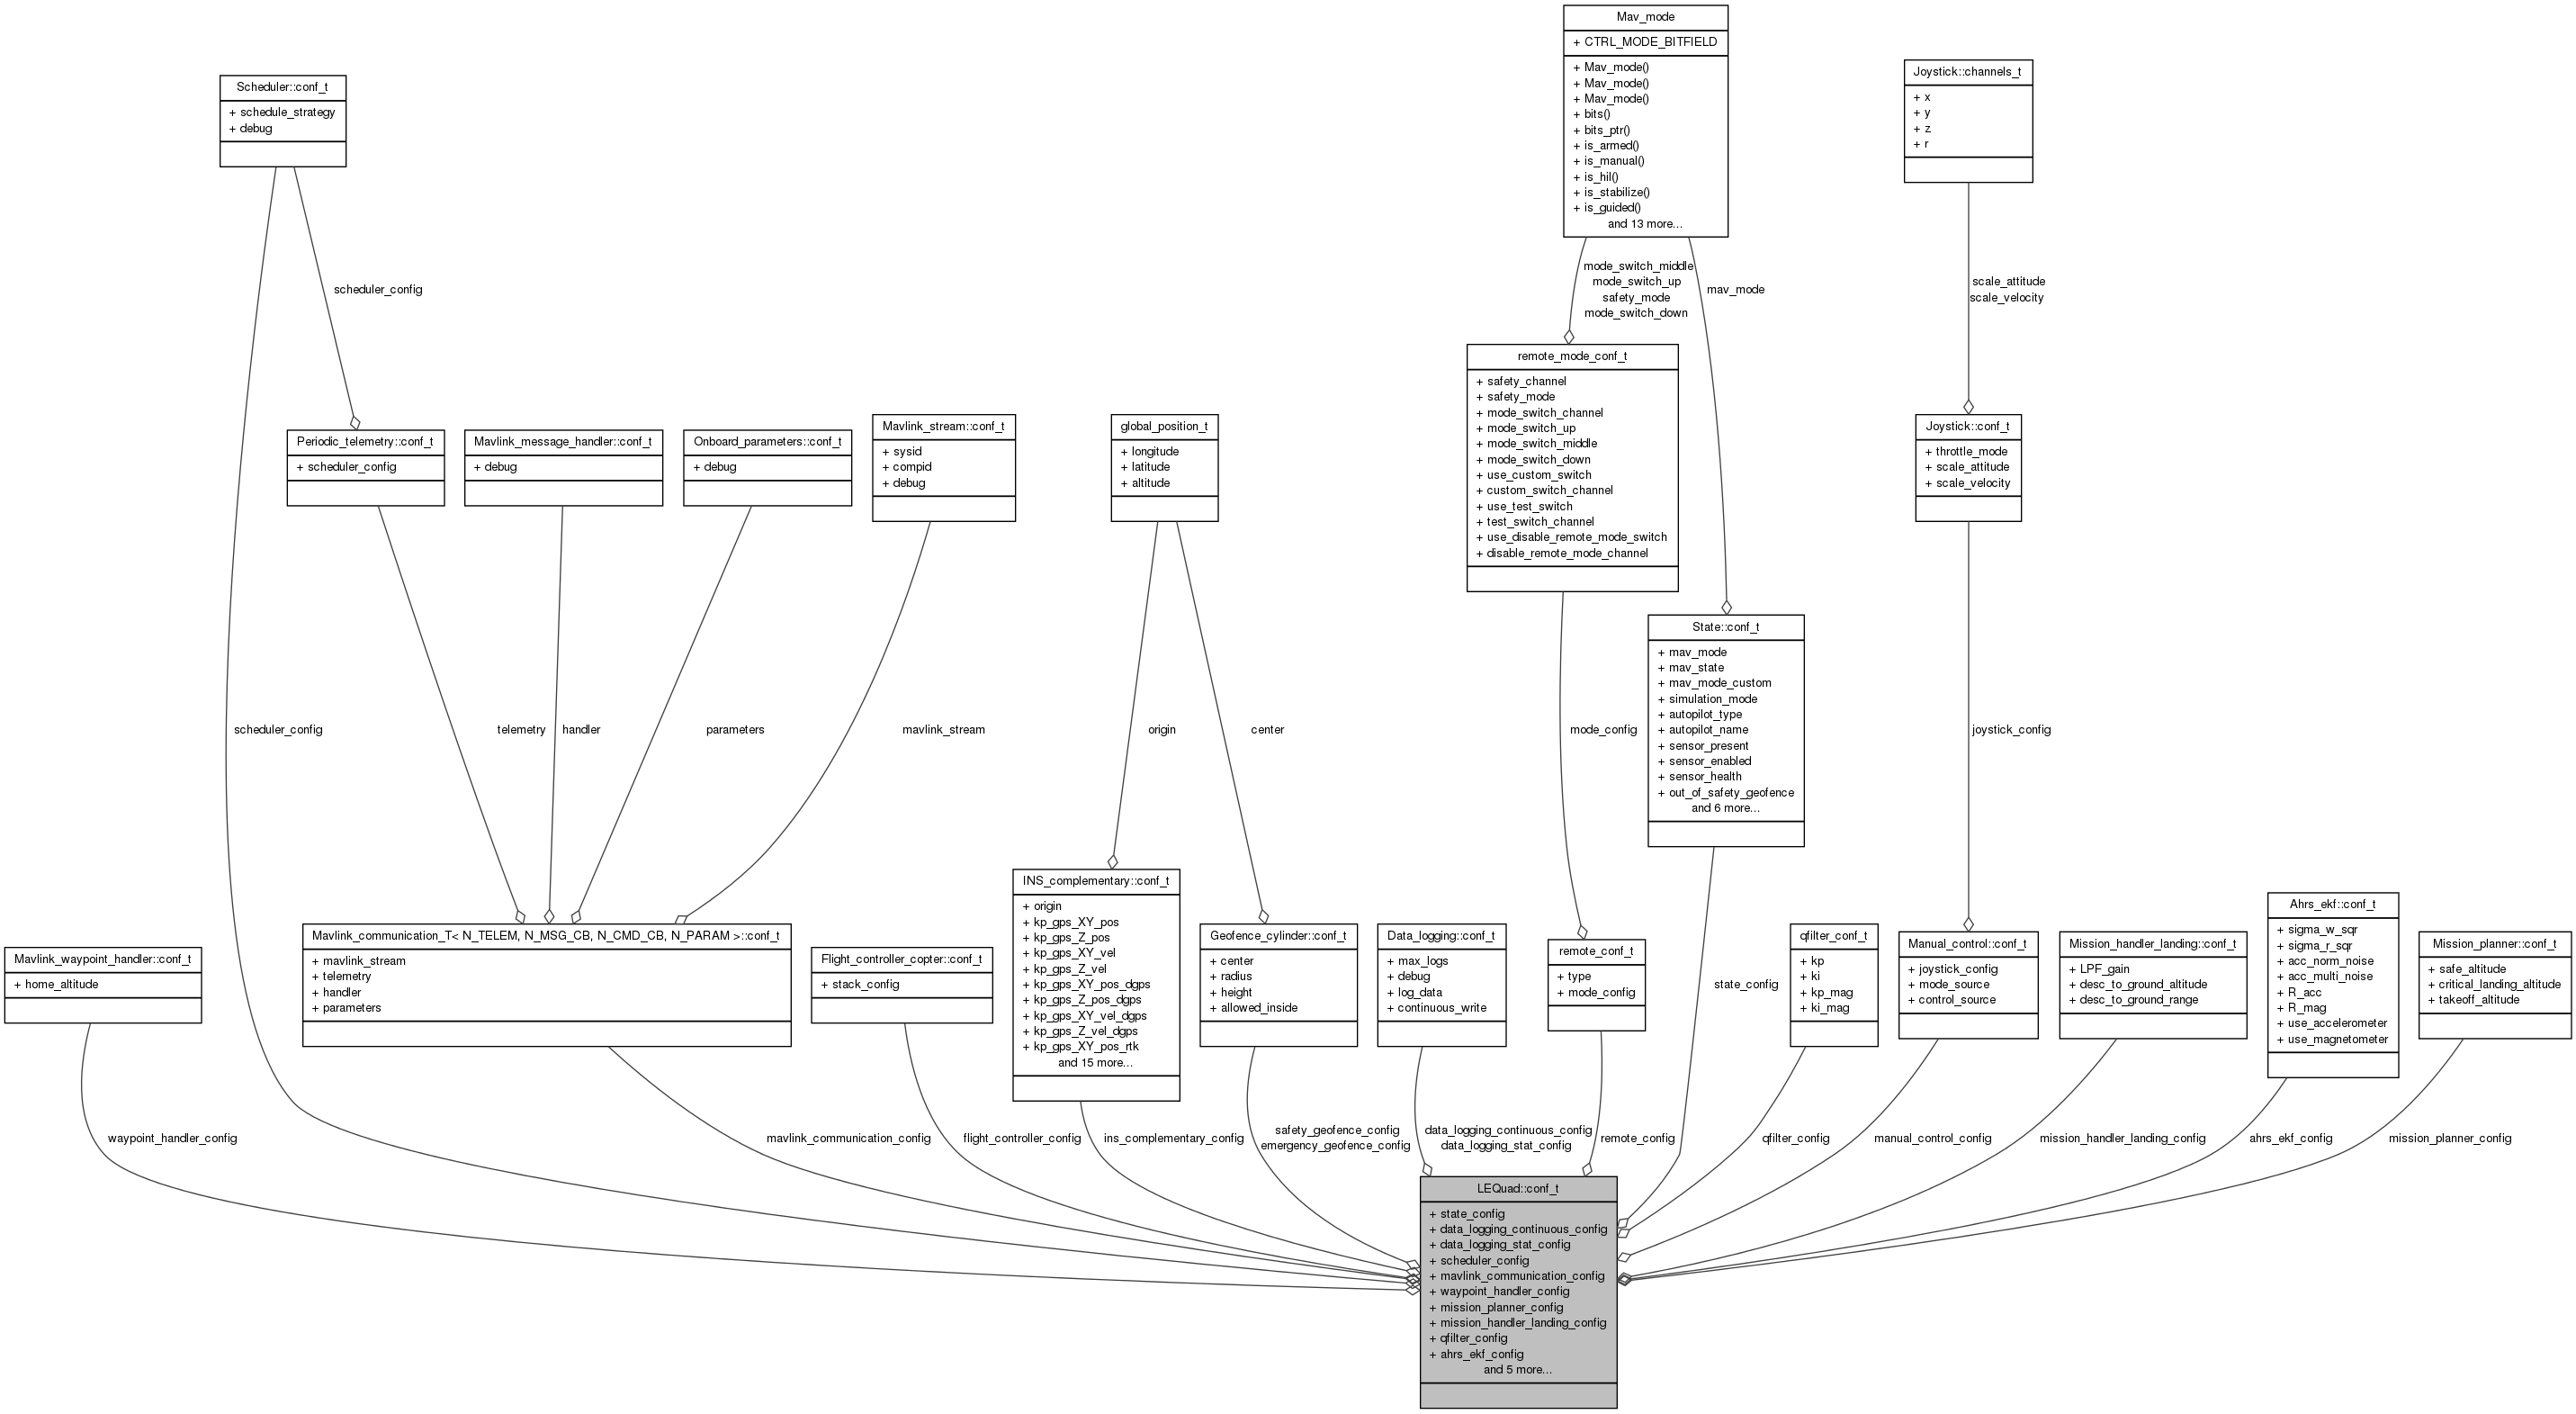 Mav_mode
+ CTRL_MODE_BITFIELD
+ Mav_mode()
+ Mav_mode()
+ Mav_mode()
+ bits()
+ bits_ptr()
+ is_armed()
+ is_manual()
+ is_hil()
+ is_stabilize()
+ is_guided()
and 13 more...
Joystick::channels_t
+ x
+ y
+ z
+ r
Scheduler::conf_t
+ schedule_strategy
+ debug
scheduler_config
mode_switch_middle
mode_switch_up
safety_mode
mode_switch_down
mav_mode
scale_attitude
scale_velocity
remote_mode_conf_t
+ safety_channel
+ safety_mode
+ mode_switch_channel
+ mode_switch_up
+ mode_switch_middle
+ mode_switch_down
+ use_custom_switch
+ custom_switch_channel
+ use_test_switch
+ test_switch_channel
+ use_disable_remote_mode_switch
+ disable_remote_mode_channel
Periodic_telemetry::conf_t
+ scheduler_config
Mavlink_message_handler::conf_t
+ debug
Onboard_parameters::conf_t
+ debug
Mavlink_stream::conf_t
+ sysid
+ compid
+ debug
global_position_t
+ longitude
+ latitude
+ altitude
Joystick::conf_t
+ throttle_mode
+ scale_attitude
+ scale_velocity
State::conf_t
+ mav_mode
+ mav_state
+ mav_mode_custom
+ simulation_mode
+ autopilot_type
+ autopilot_name
+ sensor_present
+ sensor_enabled
+ sensor_health
+ out_of_safety_geofence
and 6 more...
scheduler_config
telemetry
handler
parameters
mavlink_stream
origin
center
mode_config
joystick_config
Mavlink_waypoint_handler::conf_t
+ home_altitude
Mavlink_communication_T< N_TELEM, N_MSG_CB, N_CMD_CB, N_PARAM >::conf_t
+ mavlink_stream
+ telemetry
+ handler
+ parameters
Flight_controller_copter::conf_t
+ stack_config
INS_complementary::conf_t
+ origin
+ kp_gps_XY_pos
+ kp_gps_Z_pos
+ kp_gps_XY_vel
+ kp_gps_Z_vel
+ kp_gps_XY_pos_dgps
+ kp_gps_Z_pos_dgps
+ kp_gps_XY_vel_dgps
+ kp_gps_Z_vel_dgps
+ kp_gps_XY_pos_rtk
and 15 more...
Geofence_cylinder::conf_t
+ center
+ radius
+ height
+ allowed_inside
Data_logging::conf_t
+ max_logs
+ debug
+ log_data
+ continuous_write
remote_conf_t
+ type
+ mode_config
state_config
qfilter_conf_t
+ kp
+ ki
+ kp_mag
+ ki_mag
Manual_control::conf_t
+ joystick_config
+ mode_source
+ control_source
Mission_handler_landing::conf_t
+ LPF_gain
+ desc_to_ground_altitude
+ desc_to_ground_range
Ahrs_ekf::conf_t
+ sigma_w_sqr
+ sigma_r_sqr
+ acc_norm_noise
+ acc_multi_noise
+ R_acc
+ R_mag
+ use_accelerometer
+ use_magnetometer
Mission_planner::conf_t
+ safe_altitude
+ critical_landing_altitude
+ takeoff_altitude
waypoint_handler_config
mavlink_communication_config
flight_controller_config
ins_complementary_config
safety_geofence_config
emergency_geofence_config
data_logging_continuous_config
data_logging_stat_config
remote_config
qfilter_config
manual_control_config
mission_handler_landing_config
ahrs_ekf_config
mission_planner_config
LEQuad::conf_t
+ state_config
+ data_logging_continuous_config
+ data_logging_stat_config
+ scheduler_config
+ mavlink_communication_config
+ waypoint_handler_config
+ mission_planner_config
+ mission_handler_landing_config
+ qfilter_config
+ ahrs_ekf_config
and 5 more...